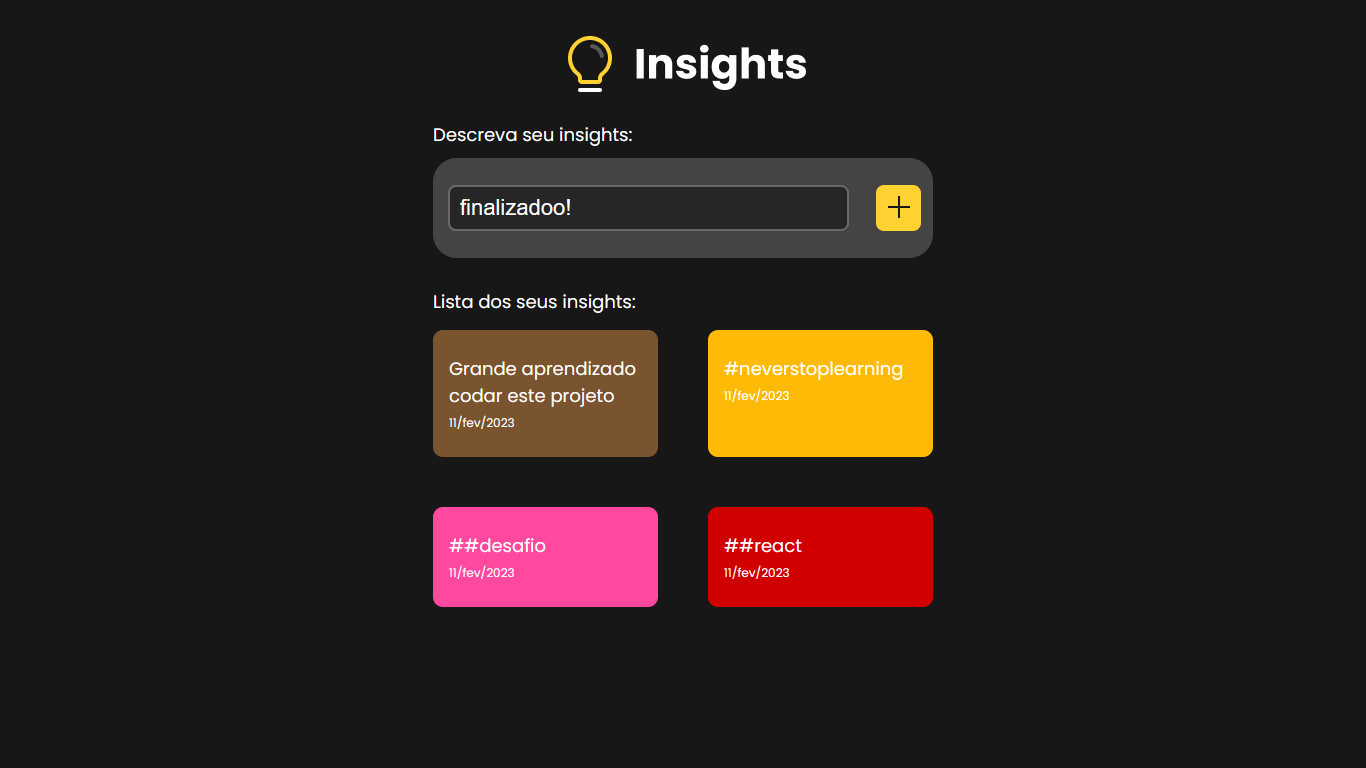 Insights
Descreva seu insights:
finalizadoo!
Lista dos seus insights:
Grande aprendizado
codar este projeto
11/fev/2023
#neverstoplearning
11/fev/2023
##desafio
11/fev/2023
##react
11/fev/2023